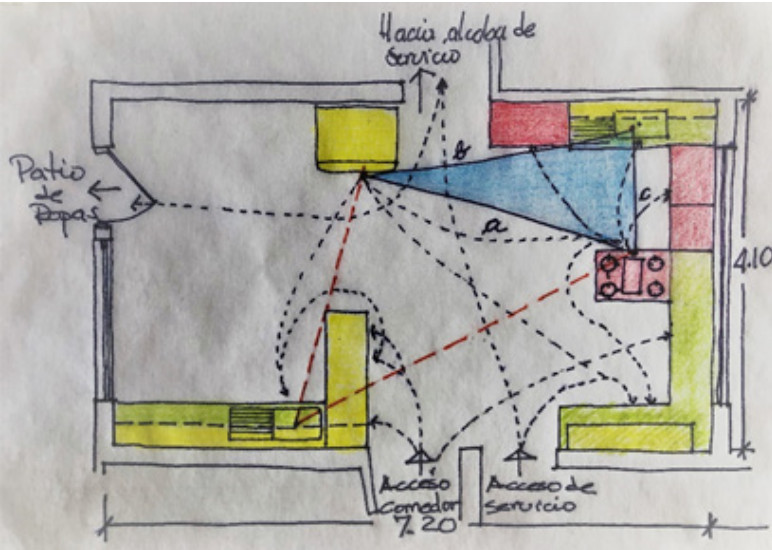 Hacia alcoba de
servicio
b
Patio
de
Ropas
c
a
4.10
Acceso
Comedor
Acceso de
servicio
7.20